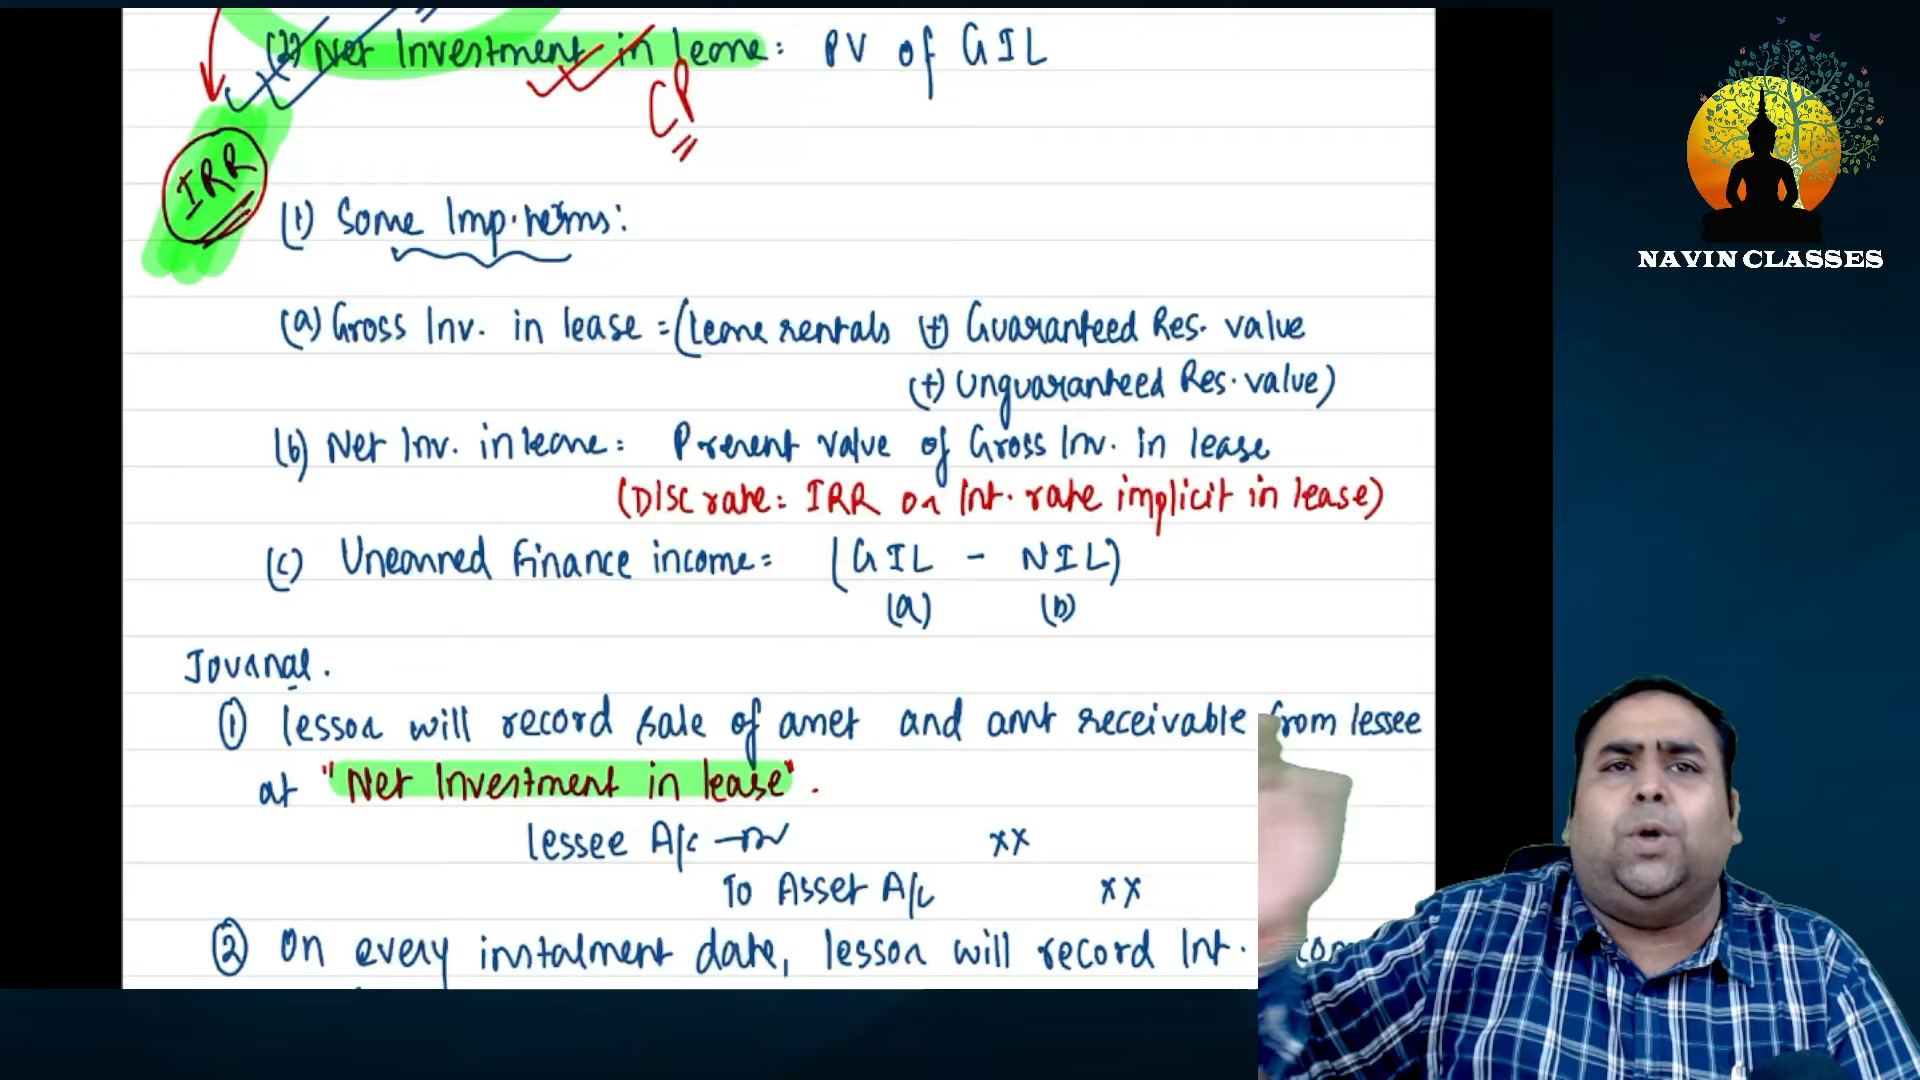 (2) Net Investment in lease: PV of GIL
CP
IRR
(1) Some Imp. terms:
(a) Gross Inv. in lease = (lease rentals (+) Guaranteed Res. value
(+) Unguaranteed Res. value)
(b) Net Inv. in lease: Present value of Gross Inv. in lease
(Disc rate: IRR or Int. rate implicit in lease)
(c) Unearned Finance income = (GIL - NIL)
(a) (b)
Journal.
① lessor will record sale of asset and amt receivable from lessee
at "Net Investment in lease".
lessee A/c Dr xx
To Asset A/c xx
② On every instalment date, lessor will record Int.
NAVIN CLASSES